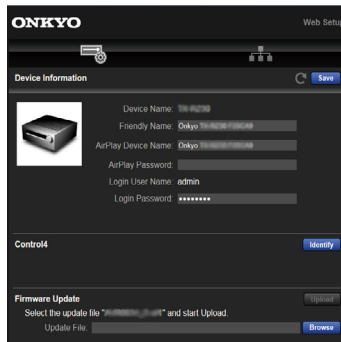 ONKYO
Web Setup
Device Information
Save
Device Name:
Friendly Name: Onkyo
AirPlay Device Name: Onkyo
AirPlay Password:
Login User Name: admin
Login Password: ••••••••
Control4
Identify
Firmware Update
Upload
Select the update file " " and start Upload.
Update File:
Browse